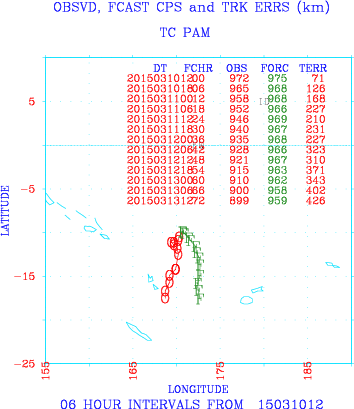 OBSVD, FCAST CPS and TRK ERRS (km)
TC PAM
DT FCHR OBS FORC TERR
2015031012 00 972 975 71
2015031018 06 965 968 126
2015031100 12 958 968 168
2015031106 18 952 966 227
2015031112 24 946 969 210
2015031118 30 940 967 231
2015031200 36 935 968 227
2015031206 42 928 966 323
2015031212 48 921 967 310
2015031218 54 915 963 371
2015031300 60 910 962 343
2015031306 66 900 958 402
2015031312 72 899 959 426
5
-5
-15
-25
LATITUDE
155 165 175 185
LONGITUDE
06 HOUR INTERVALS FROM 15031012